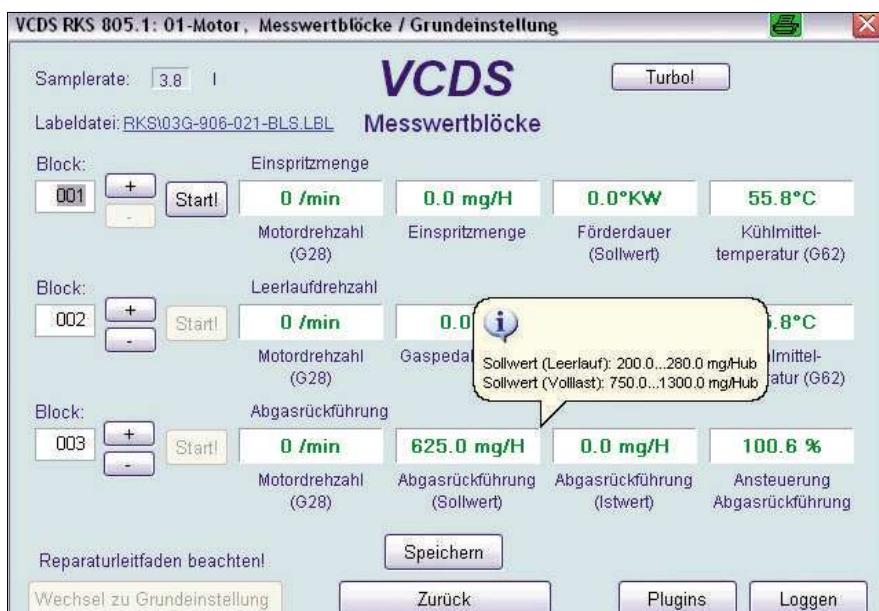 VCDS RKS 805.1: 01-Motor, Messwertblöcke / Grundeinstellung
Samplerate: 3.8 I
VCDS
Turbo!
Labeldatei: RKS\03G-906-021-BLS.LBL
Messwertblöcke
Block:
Einspritzmenge
001 + - Start! 0 /min 0.0 mg/H 0.0°KW 55.8°C
Motordrehzahl Einspritzmenge Förderdauer Kühlmittel-
(G28) (Sollwert) temperatur (G62)
Block:
Leerlaufdrehzahl
002 + - Start! 0 /min 0.0 .8°C
Motordrehzahl Gaspedal
(G28)
Sollwert (Leerlauf): 200.0...280.0 mg/Hub
Sollwert (Volllast): 750.0...1300.0 mg/Hub
lmittel-
ratur (G62)
Block:
Abgasrückführung
003 + - Start! 0 /min 625.0 mg/H 0.0 mg/H 100.6 %
Motordrehzahl Abgasrückführung Abgasrückführung Ansteuerung
(G28) (Sollwert) (Istwert) Abgasrückführung
Reparaturleitfaden beachten!
Speichern
Wechsel zu Grundeinstellung
Zurück
Plugins
Loggen